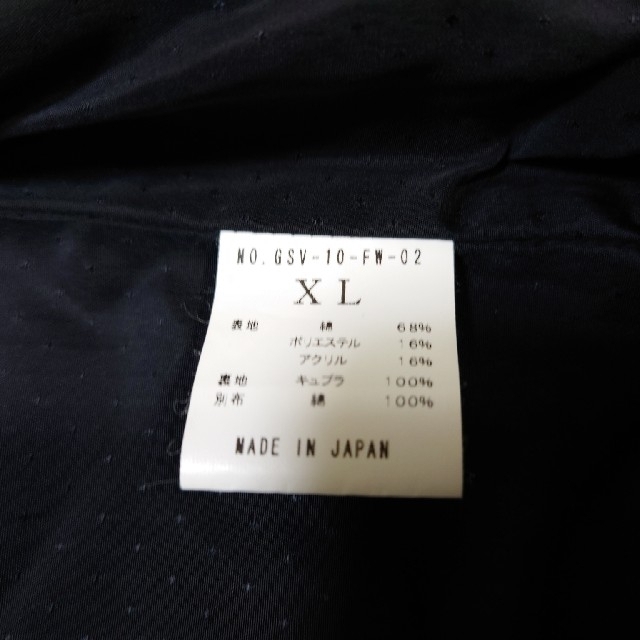 NO.GSV-10-FW-02
XL
表地 綿 68%
ポリエステル 16%
アクリル 16%
裏地 キュプラ 100%
別布 綿 100%
MADE IN JAPAN